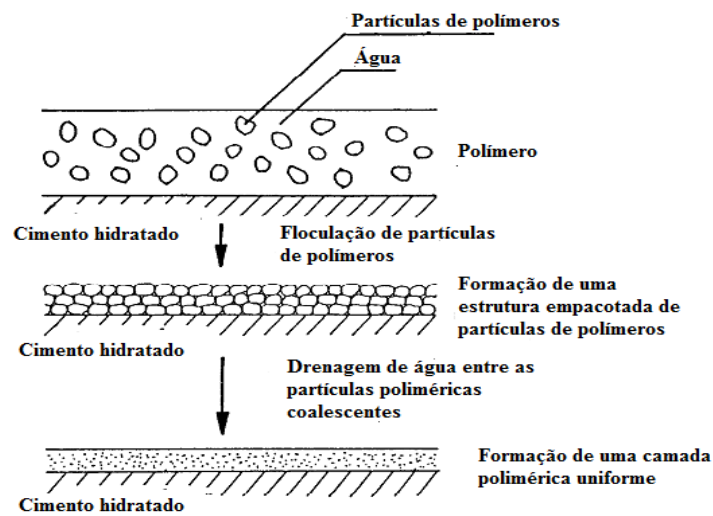 Partículas de polímeros
Água
Polímero
Cimento hidratado
Floculação de partículas
de polímeros
Formação de uma
estrutura empacotada de
partículas de polímeros
Cimento hidratado
Drenagem de água entre as
partículas poliméricas
coalescentes
Formação de uma camada
polimérica uniforme
Cimento hidratado